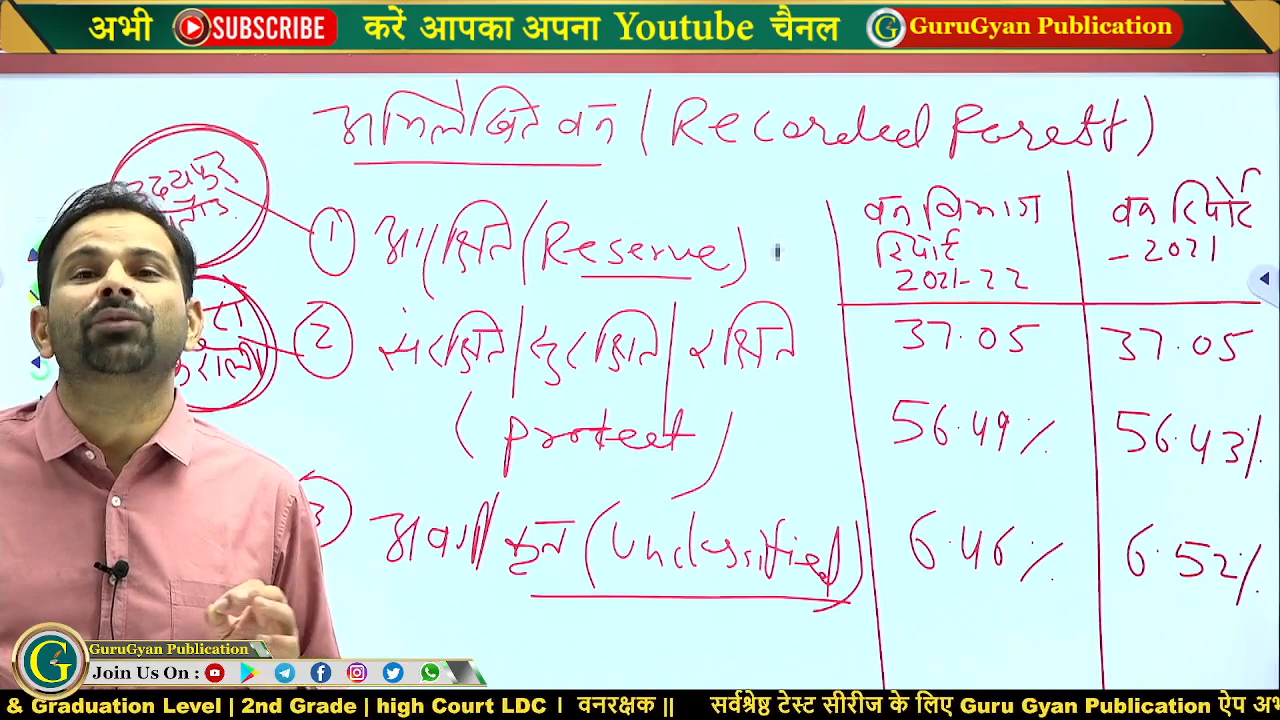 अभी SUBSCRIBE करें आपका अपना Youtube चैनल GuruGyan Publication
अभिलेखित वन (Recorded forest)
उदयपुर
① आरक्षित (Reserve)
② संरक्षित/सुरक्षित/रक्षित
(protect)
③ अवर्गीकृत (Unclassified)
वन विभाग रिपोर्ट 2021-22
37.05
56.49%
6.46%
वन रिपोर्ट -2021
37.05
56.43%
6.52%
GuruGyan Publication
Join Us On :
& Graduation Level | 2nd Grade | high Court LDC । वनरक्षक || सर्वश्रेष्ठ टेस्ट सीरीज के लिए Guru Gyan Publication ऐप